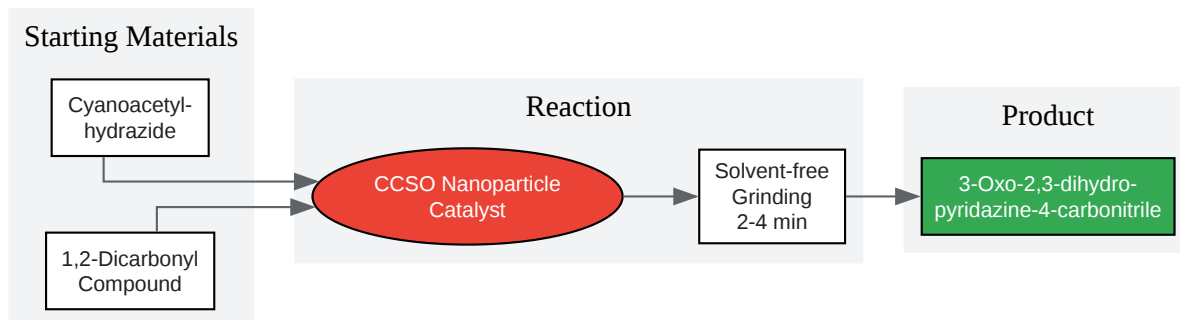 Starting Materials
Cyanoacetyl-
hydrazide
1,2-Dicarbonyl
Compound
Reaction
CCSO Nanoparticle
Catalyst
Solvent-free
Grinding
2-4 min
Product
3-Oxo-2,3-dihydro-
pyridazine-4-carbonitrile